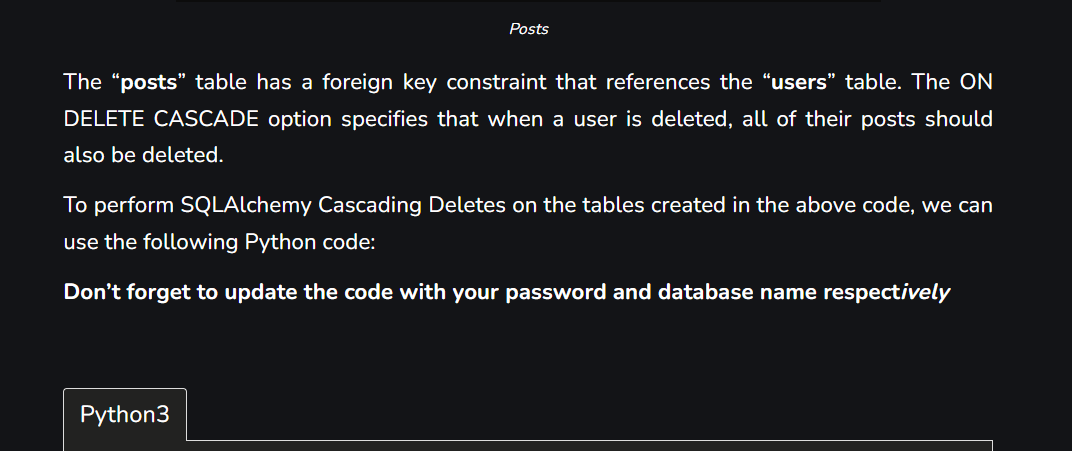 Posts
The “posts” table has a foreign key constraint that references the “users” table. The ON
DELETE CASCADE option specifies that when a user is deleted, all of their posts should
also be deleted.
To perform SQLAlchemy Cascading Deletes on the tables created in the above code, we can
use the following Python code:
Don’t forget to update the code with your password and database name respectively
Python3